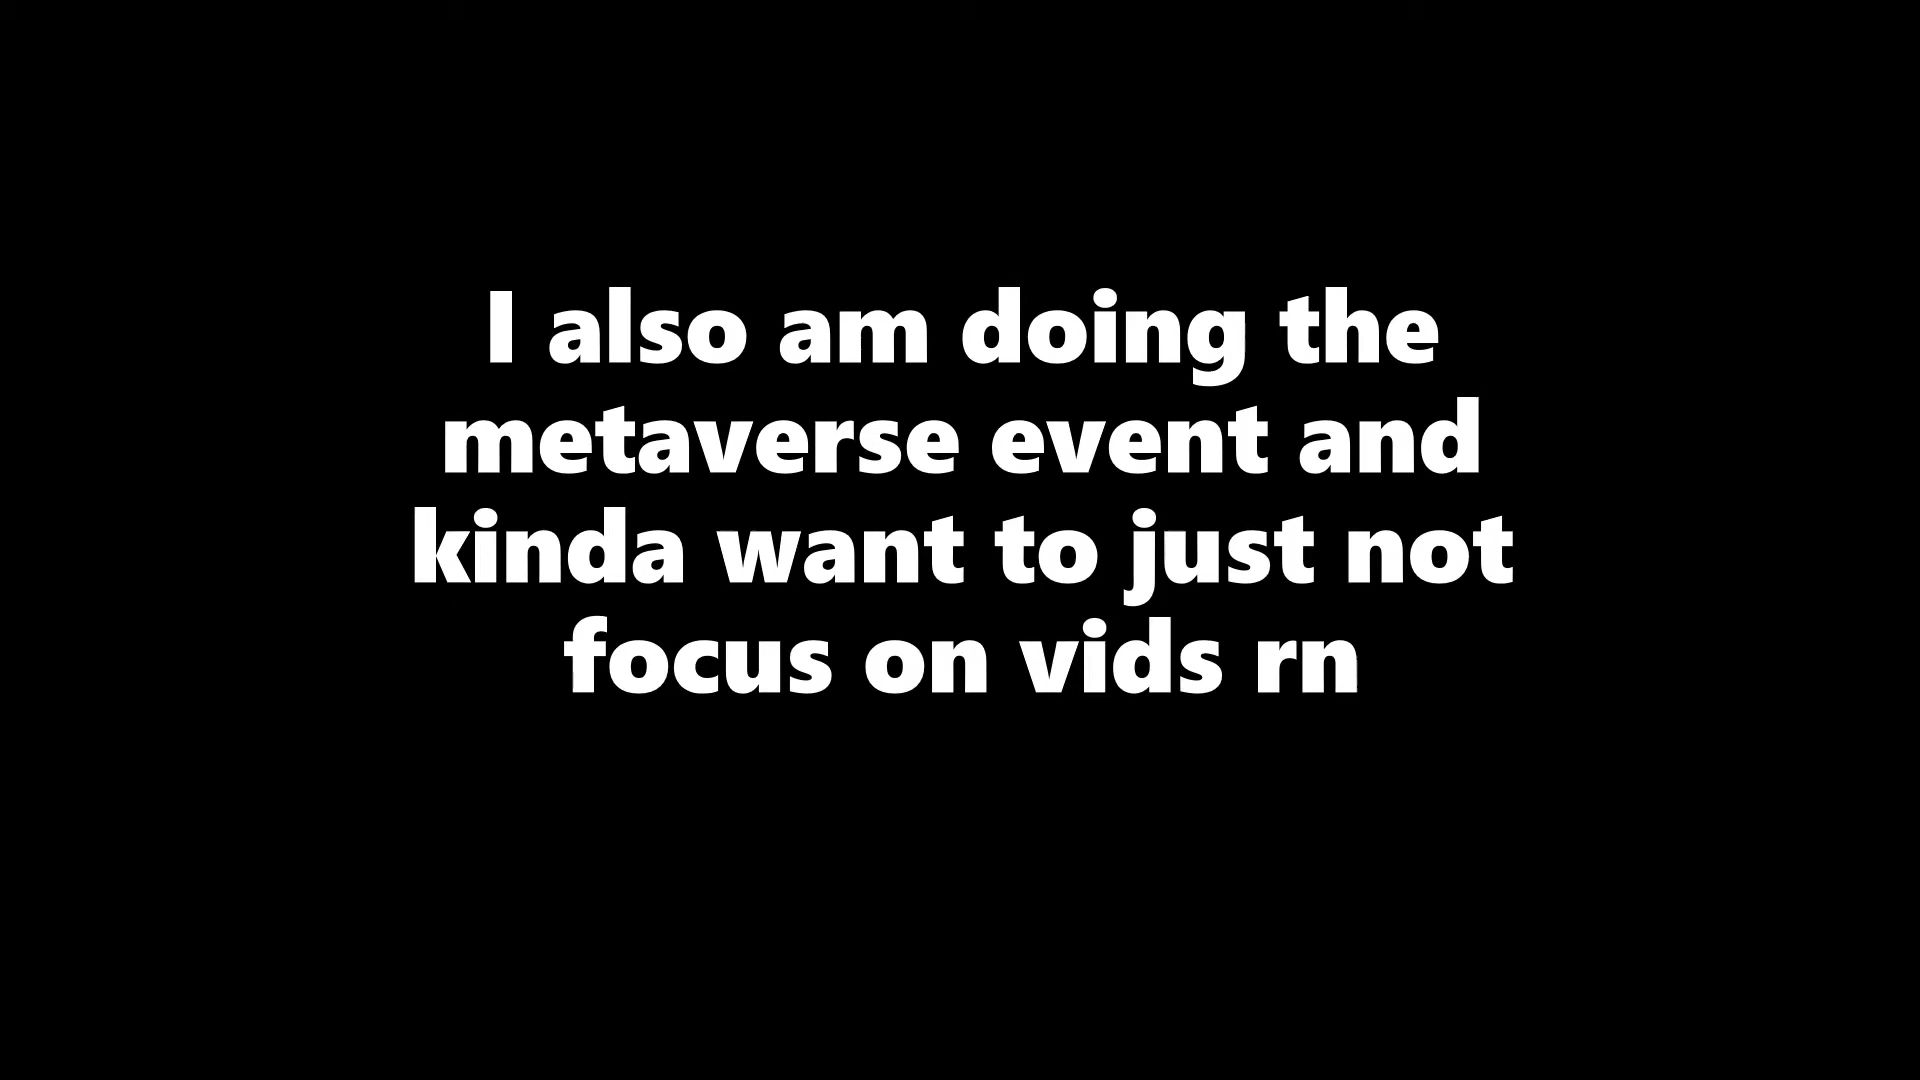 I also am doing the
metaverse event and
kinda want to just not
focus on vids rn